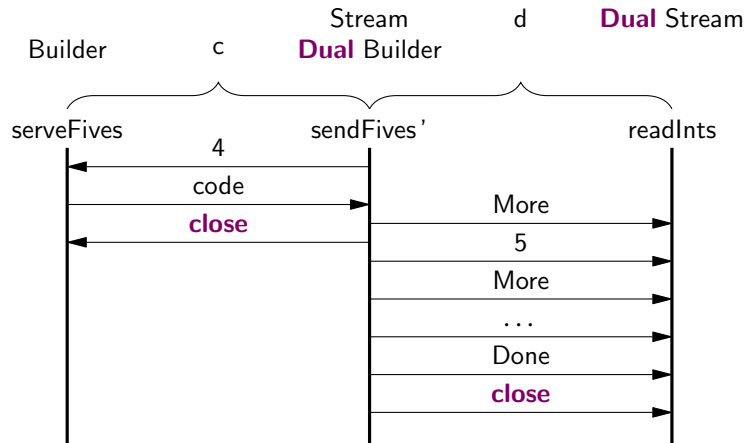 Stream d Dual Stream
Builder c Dual Builder
serveFives sendFives' readInts
4
code
More
close
5
More
...
Done
close